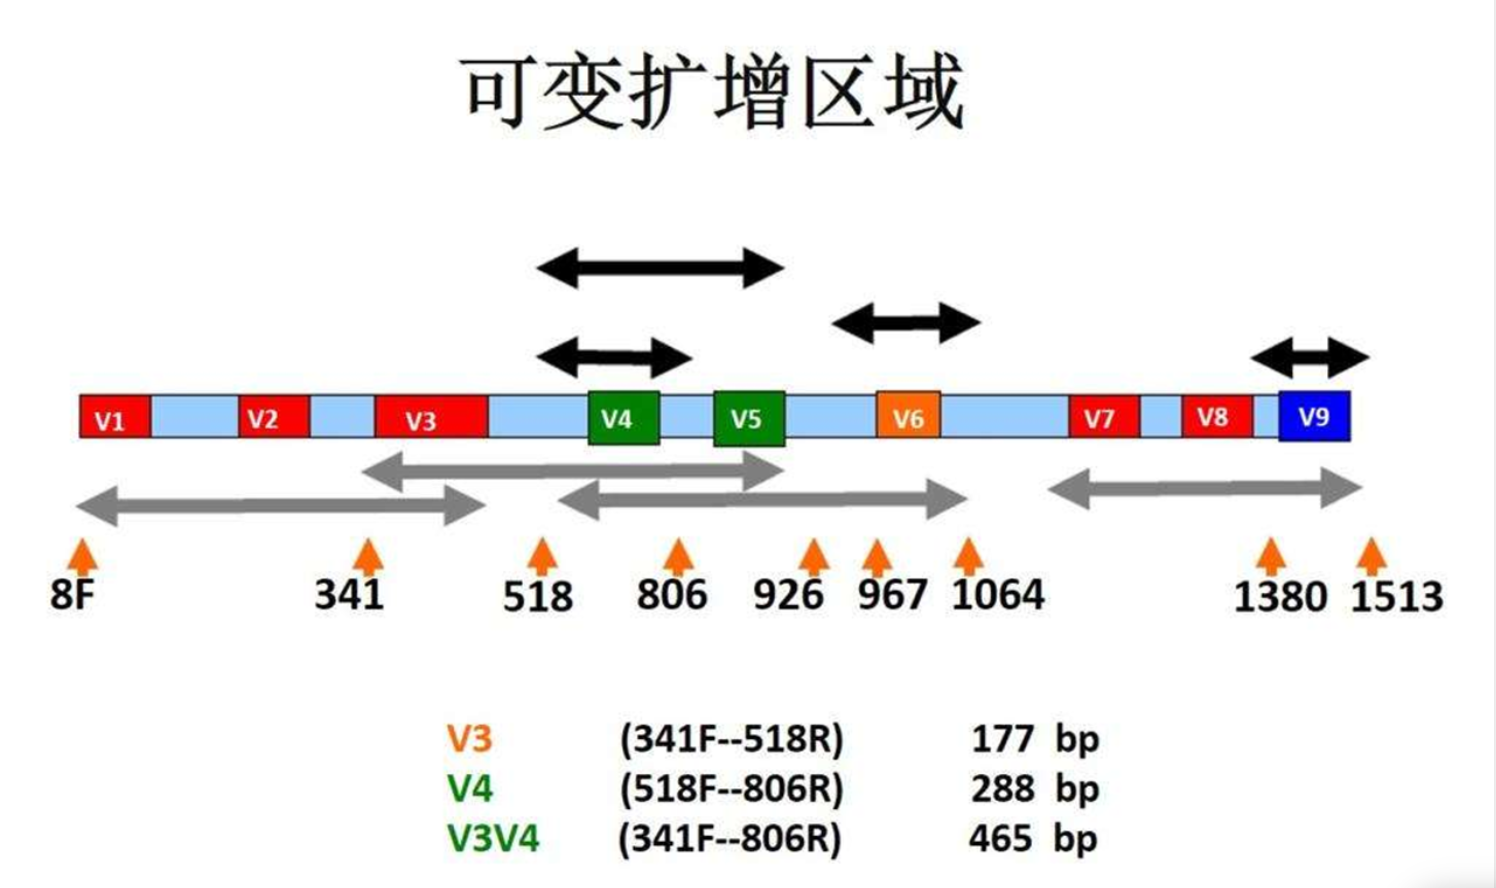 可变扩增区域
V1 V2 V3 V4 V5 V6 V7 V8 V9
8F 341 518 806 926 967 1064 1380 1513
V3 (341F--518R) 177 bp
V4 (518F--806R) 288 bp
V3V4 (341F--806R) 465 bp